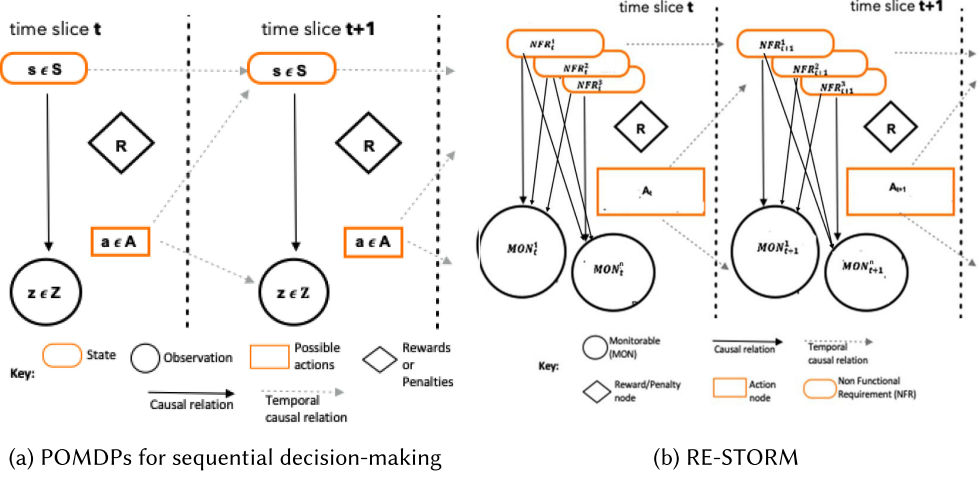 time slice t
time slice t+1
s ϵ S
s ϵ S
R
R
a ϵ A
a ϵ A
z ϵ Z
z ϵ Z
Key:
State
Observation
Possible
actions
Rewards
or
Penalties
Causal relation
Temporal
causal relation
(a) POMDPs for sequential decision-making
time slice t
time slice t+1
NFR¹ₜ
NFR²ₜ
NFR³ₜ
NFR¹ₜ₊₁
NFR²ₜ₊₁
NFR³ₜ₊₁
R
R
Aₜ
Aₜ₊₁
MON¹ₜ
MONⁿₜ
MON¹ₜ₊₁
MONⁿₜ₊₁
Key:
Monitorable
(MON)
Causal relation
Temporal
causal relation
Reward/Penalty
node
Action
node
Non Functional
Requirement (NFR)
(b) RE-STORM